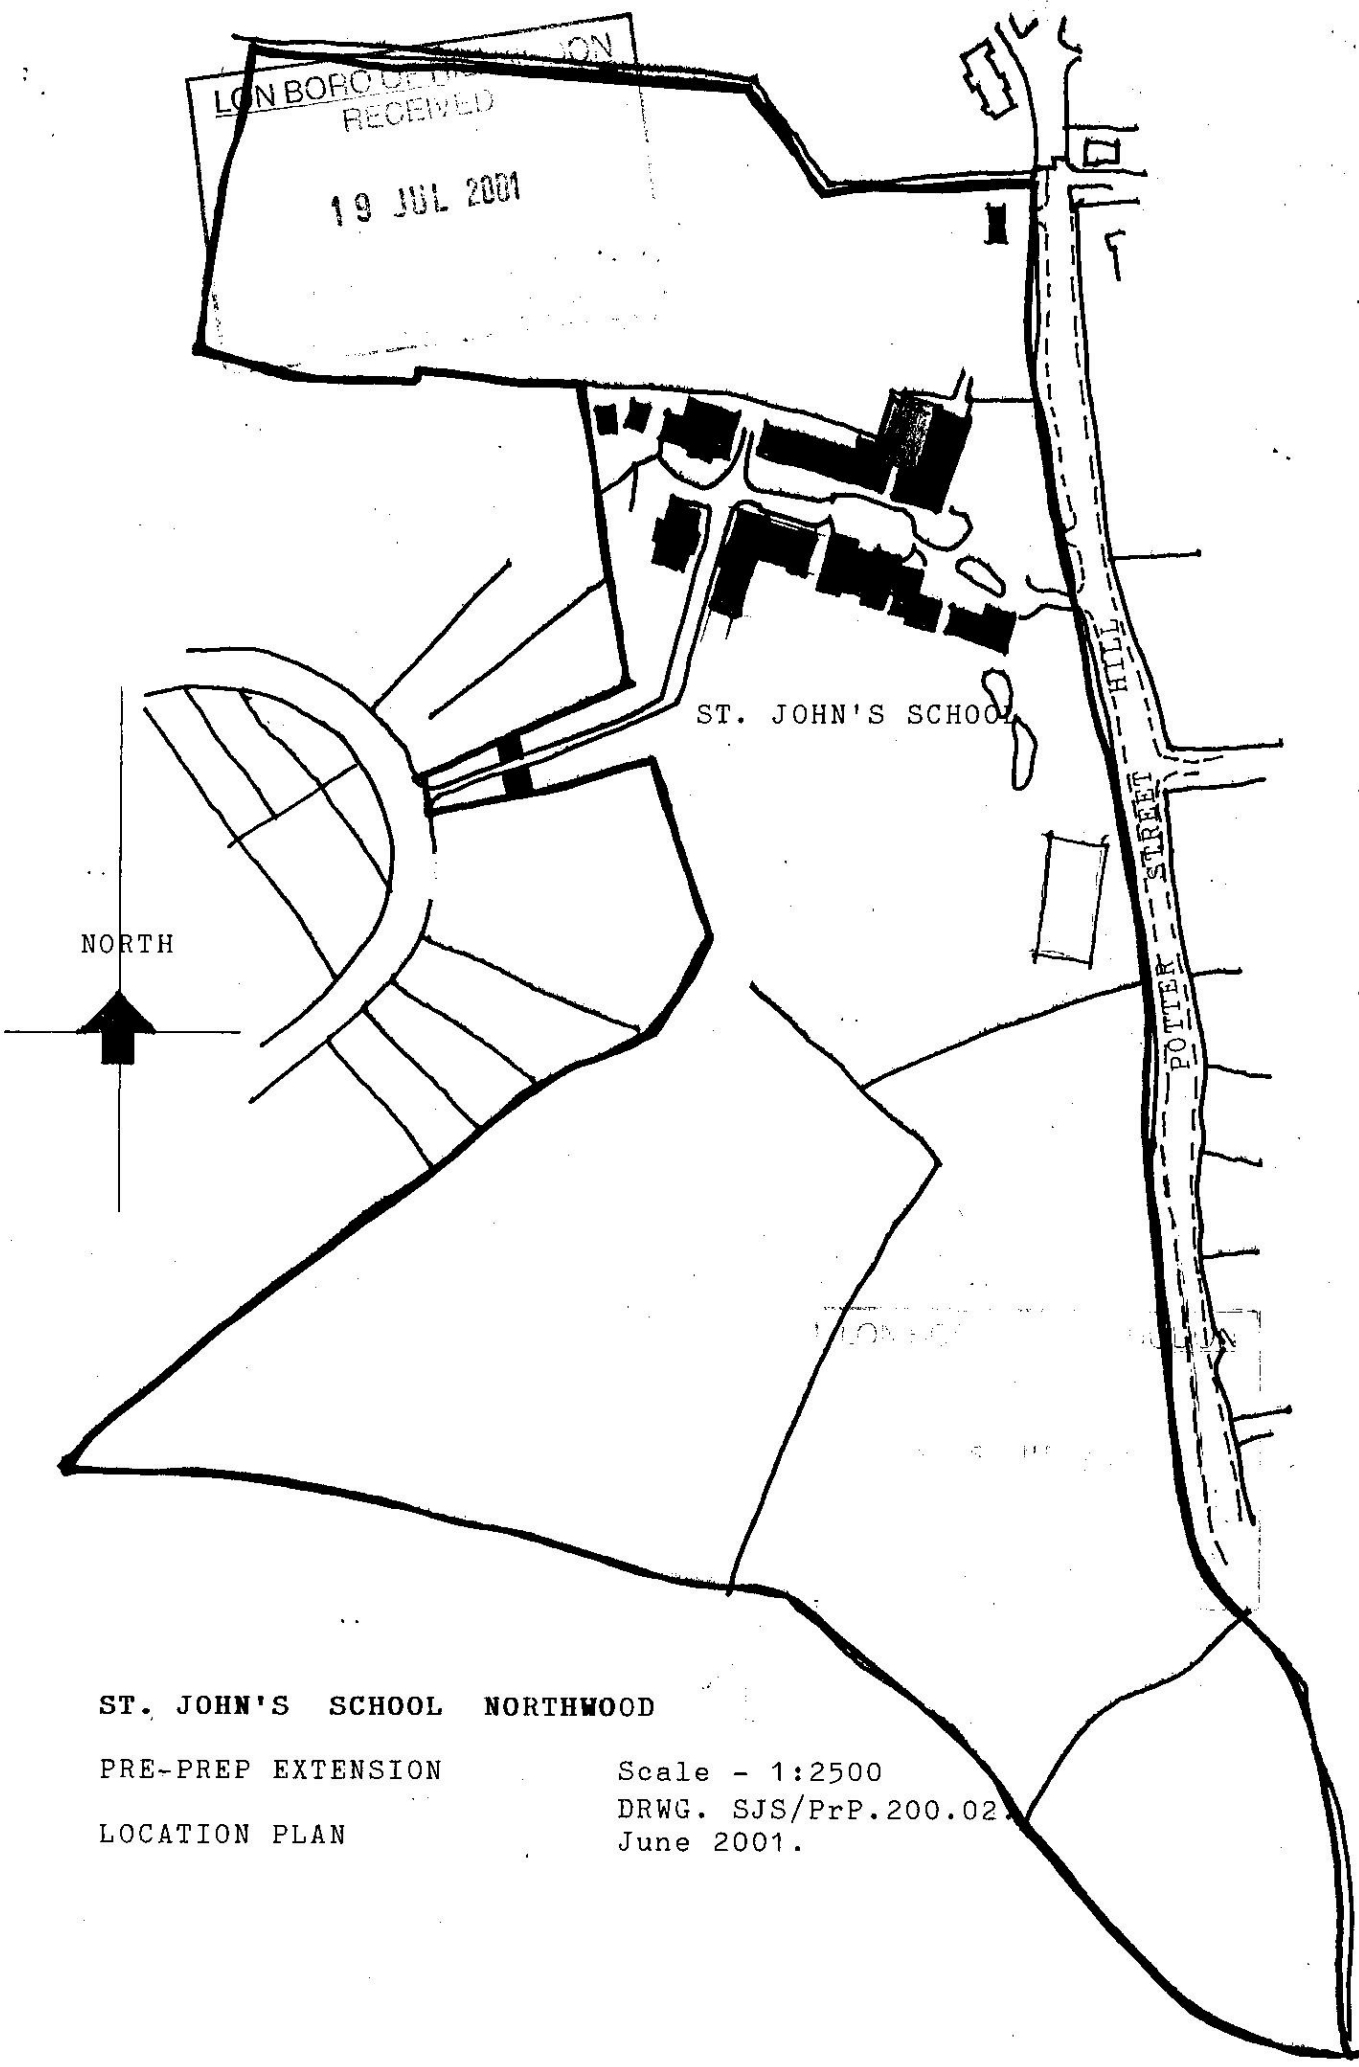 LON BORO OF
RECEIVED
19 JUL 2001
ST. JOHN'S SCHOOL
POTTER STREET HILL
NORTH
ST. JOHN'S SCHOOL NORTHWOOD
PRE-PREP EXTENSION
LOCATION PLAN
Scale - 1:2500
DRWG. SJS/PrP.200.02.
June 2001.